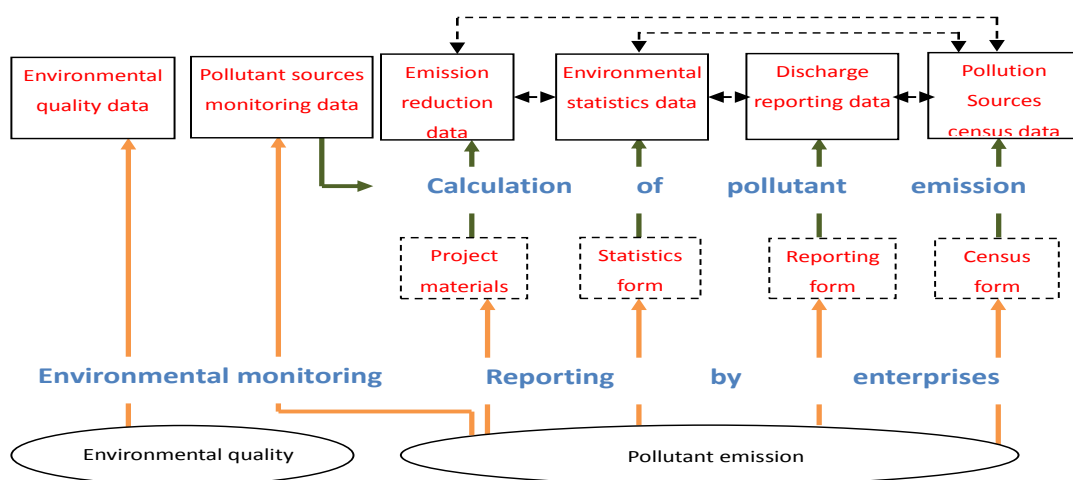 Environmental
quality data
Pollutant sources
monitoring data
Emission
reduction
data
Environmental
statistics data
Discharge
reporting data
Pollution
Sources
census data
Calculation of pollutant emission
Project
materials
Statistics
form
Reporting
form
Census
form
Environmental monitoring
Reporting by enterprises
Environmental quality
Pollutant emission